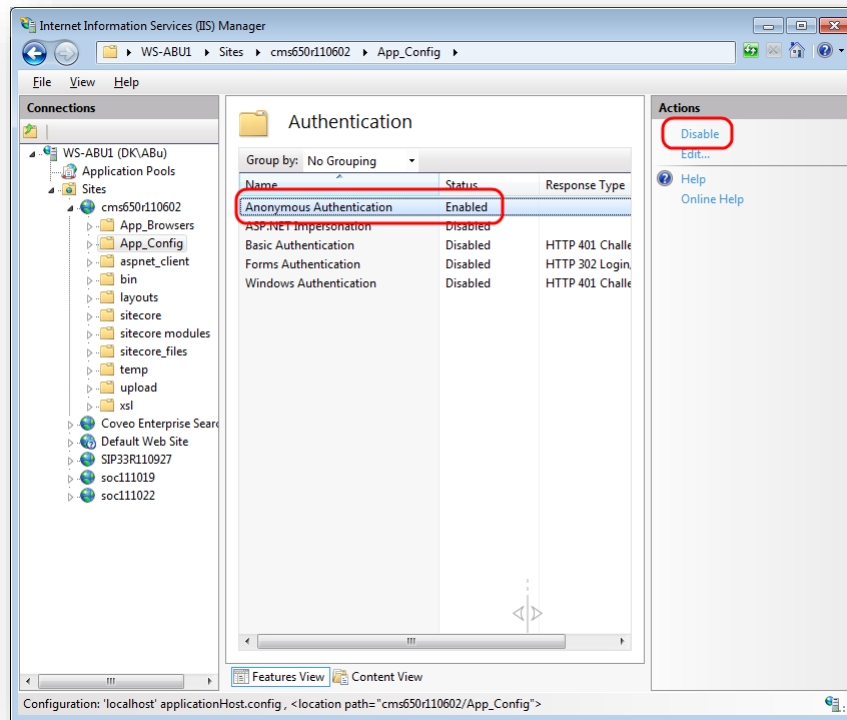 Internet Information Services (IIS) Manager
WS-ABU1 Sites cms650r110602 App_Config
File View Help
Connections
WS-ABU1 (DK\ABu)
Application Pools
Sites
cms650r110602
App_Browsers
App_Config
aspnet_client
bin
layouts
sitecore
sitecore modules
sitecore_files
temp
upload
xsl
Coveo Enterprise Sear
Default Web Site
SIP33R110927
soc111019
soc111022
Authentication
Group by: No Grouping
Name Status Response Type
Anonymous Authentication Enabled
ASP.NET Impersonation Disabled
Basic Authentication Disabled HTTP 401 Challe
Forms Authentication Disabled HTTP 302 Login/
Windows Authentication Disabled HTTP 401 Challe
Features View Content View
Actions
Disable
Edit...
Help
Online Help
Configuration: 'localhost' applicationHost.config , <location path="cms650r110602/App_Config">